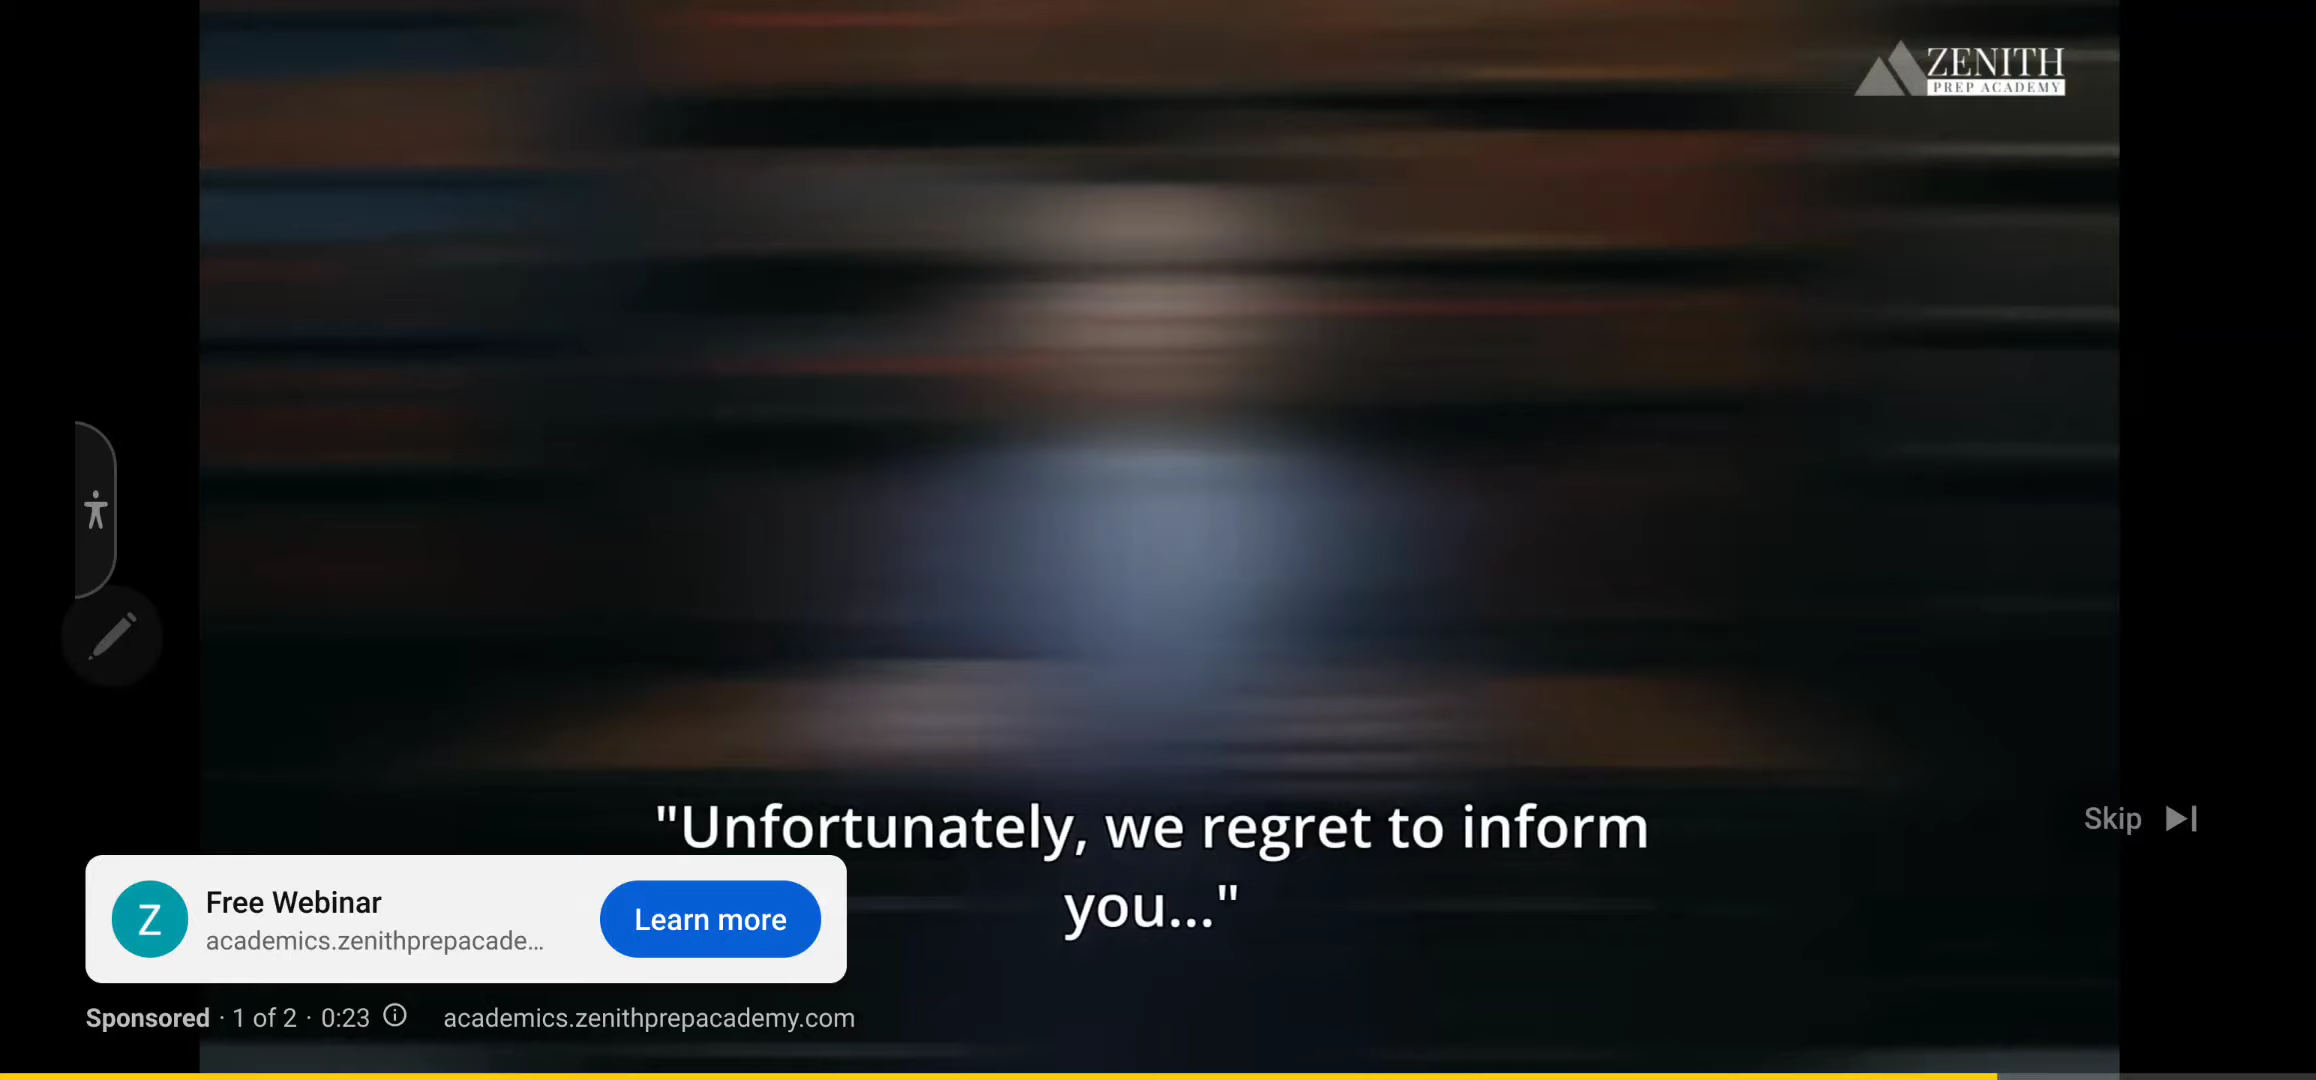 ZENITH
PREP ACADEMY
"Unfortunately, we regret to inform
you..."
Skip
Z
Free Webinar
academics.zenithprepacade...
Learn more
Sponsored · 1 of 2 · 0:23
academics.zenithprepacademy.com